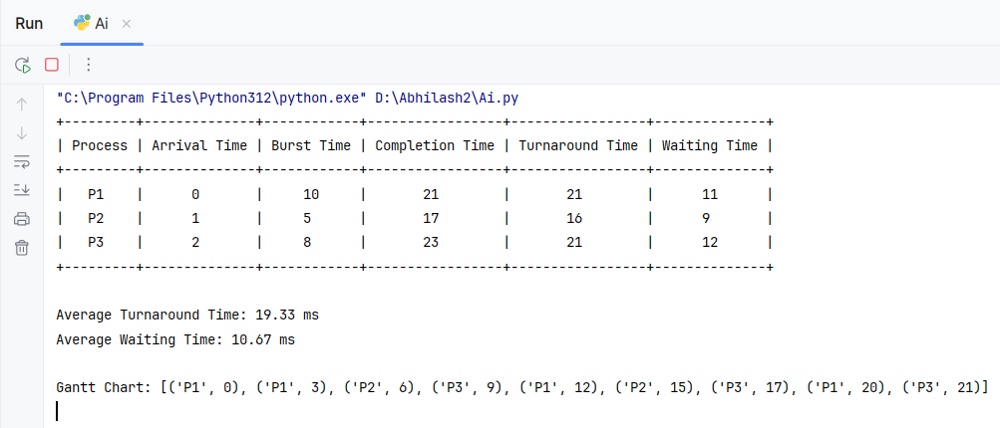 Run Ai
"C:\Program Files\Python312\python.exe" D:\Abhilash2\Ai.py
+---------+--------------+------------+-----------------+-----------------+--------------+
| Process | Arrival Time | Burst Time | Completion Time | Turnaround Time | Waiting Time |
+---------+--------------+------------+-----------------+-----------------+--------------+
|   P1    |      0       |     10     |       21        |       21        |      11      |
|   P2    |      1       |     5      |       17        |       16        |      9       |
|   P3    |      2       |     8      |       23        |       21        |      12      |
+---------+--------------+------------+-----------------+-----------------+--------------+
Average Turnaround Time: 19.33 ms
Average Waiting Time: 10.67 ms
Gantt Chart: [('P1', 0), ('P1', 3), ('P2', 6), ('P3', 9), ('P1', 12), ('P2', 15), ('P3', 17), ('P1', 20), ('P3', 21)]